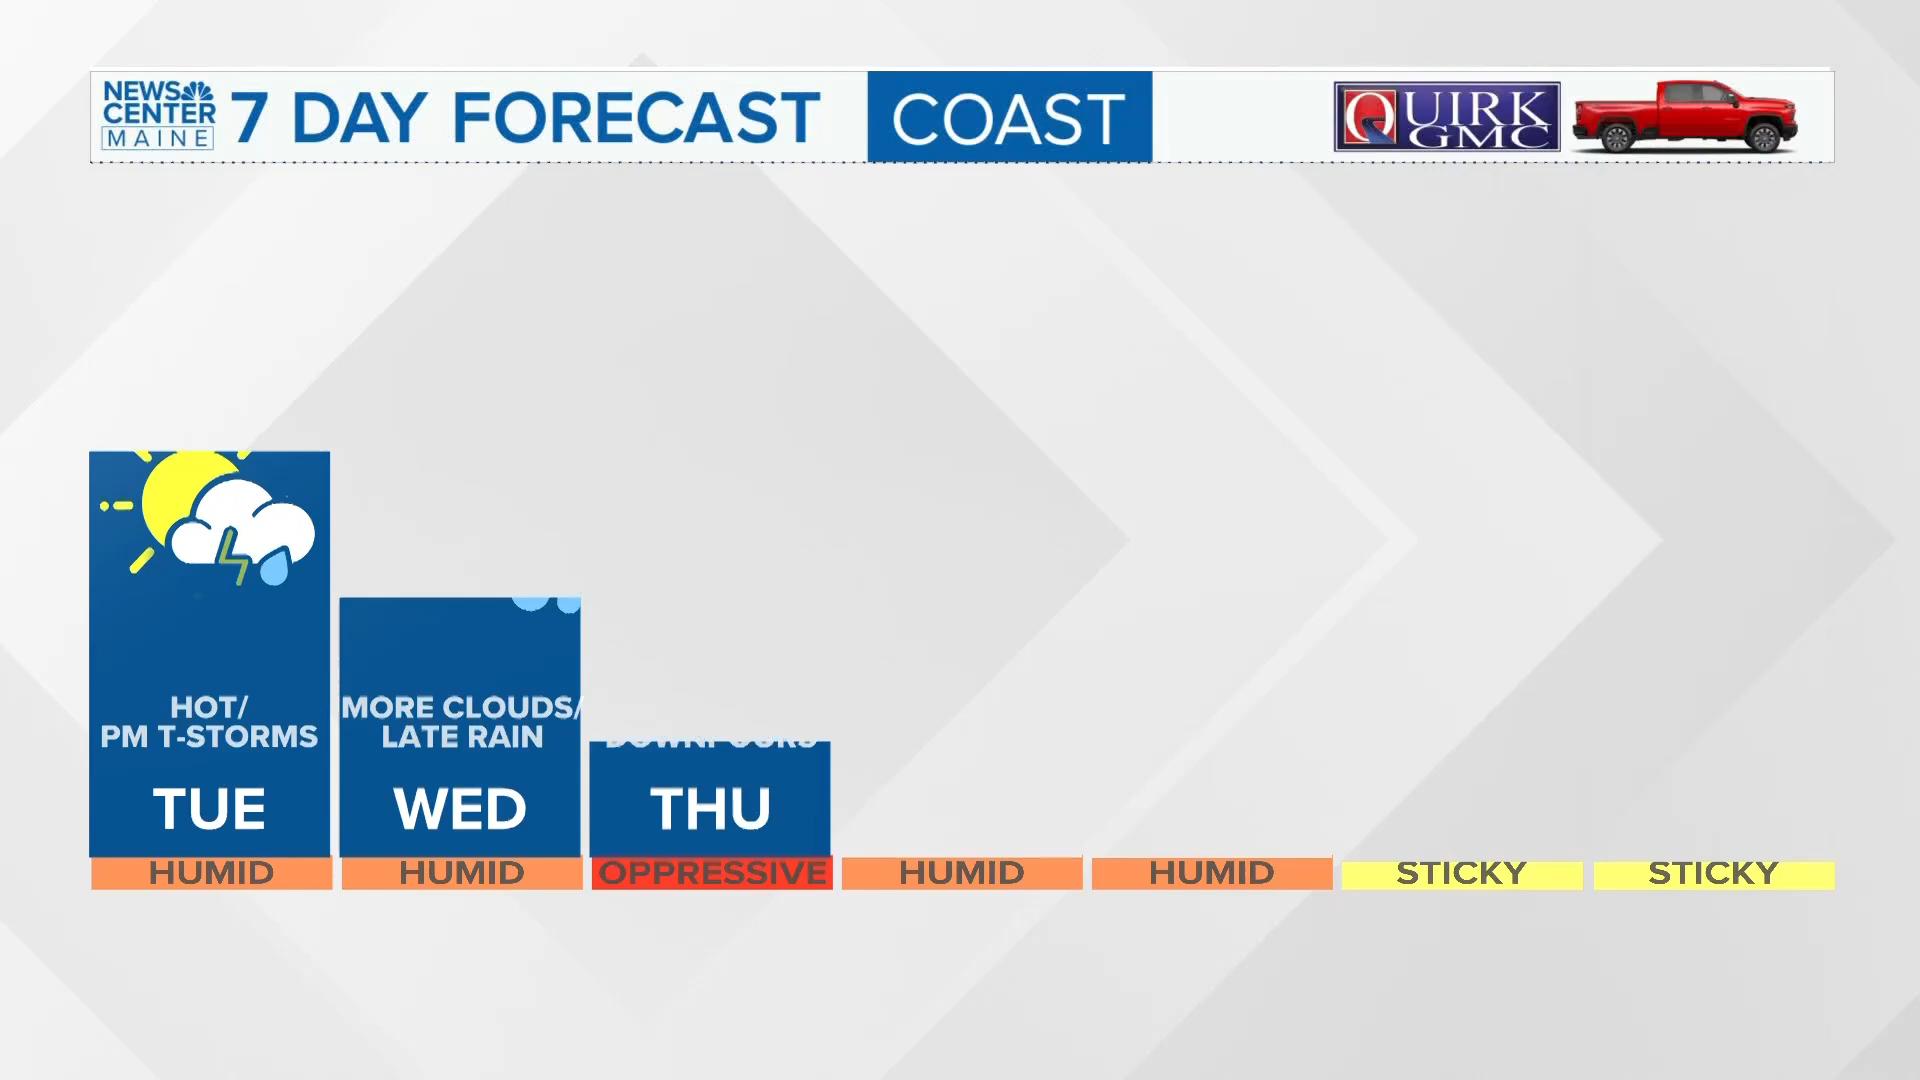 NEWS
CENTER
MAINE
7 DAY FORECAST
COAST
QUIRK
GMC
HOT/
PM T-STORMS
TUE
HUMID
MORE CLOUDS/
LATE RAIN
WED
HUMID
DOWNPOURS
THU
OPPRESSIVE
HUMID
HUMID
STICKY
STICKY